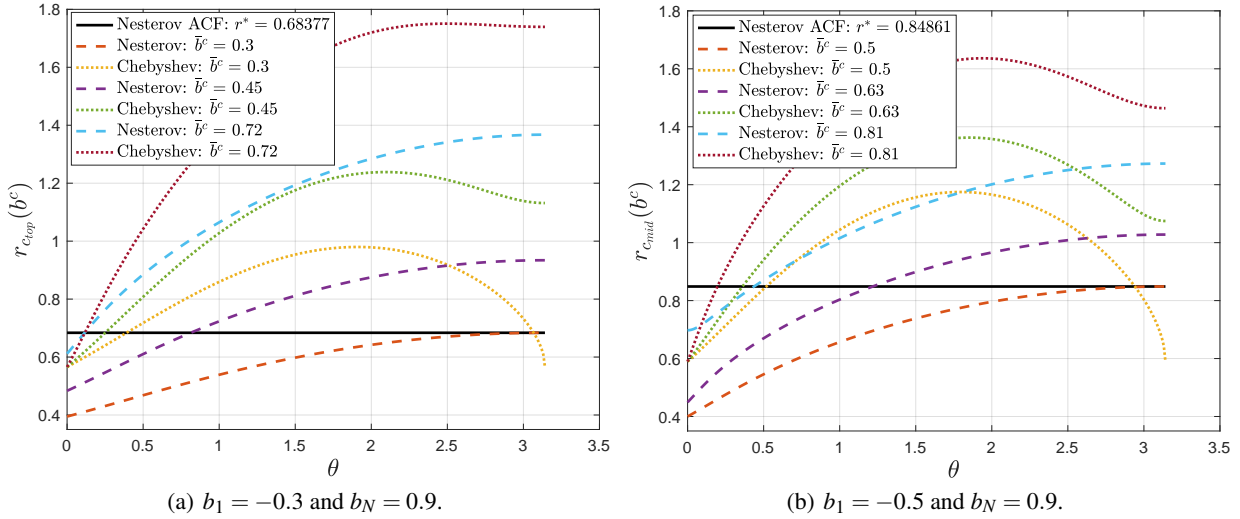 1.8
1.6
1.4
1.2
1
0.8
0.6
0.4
r_{c_{top}}(b^c)
Nesterov ACF: r* = 0.68377
Nesterov: b̄^c = 0.3
Chebyshev: b̄^c = 0.3
Nesterov: b̄^c = 0.45
Chebyshev: b̄^c = 0.45
Nesterov: b̄^c = 0.72
Chebyshev: b̄^c = 0.72
0 0.5 1 1.5 2 2.5 3 3.5
θ
(a) b_1 = −0.3 and b_N = 0.9.
1.8
1.6
1.4
1.2
1
0.8
0.6
0.4
r_{c_{mid}}(b^c)
Nesterov ACF: r* = 0.84861
Nesterov: b̄^c = 0.5
Chebyshev: b̄^c = 0.5
Nesterov: b̄^c = 0.63
Chebyshev: b̄^c = 0.63
Nesterov: b̄^c = 0.81
Chebyshev: b̄^c = 0.81
0 0.5 1 1.5 2 2.5 3 3.5
θ
(b) b_1 = −0.5 and b_N = 0.9.